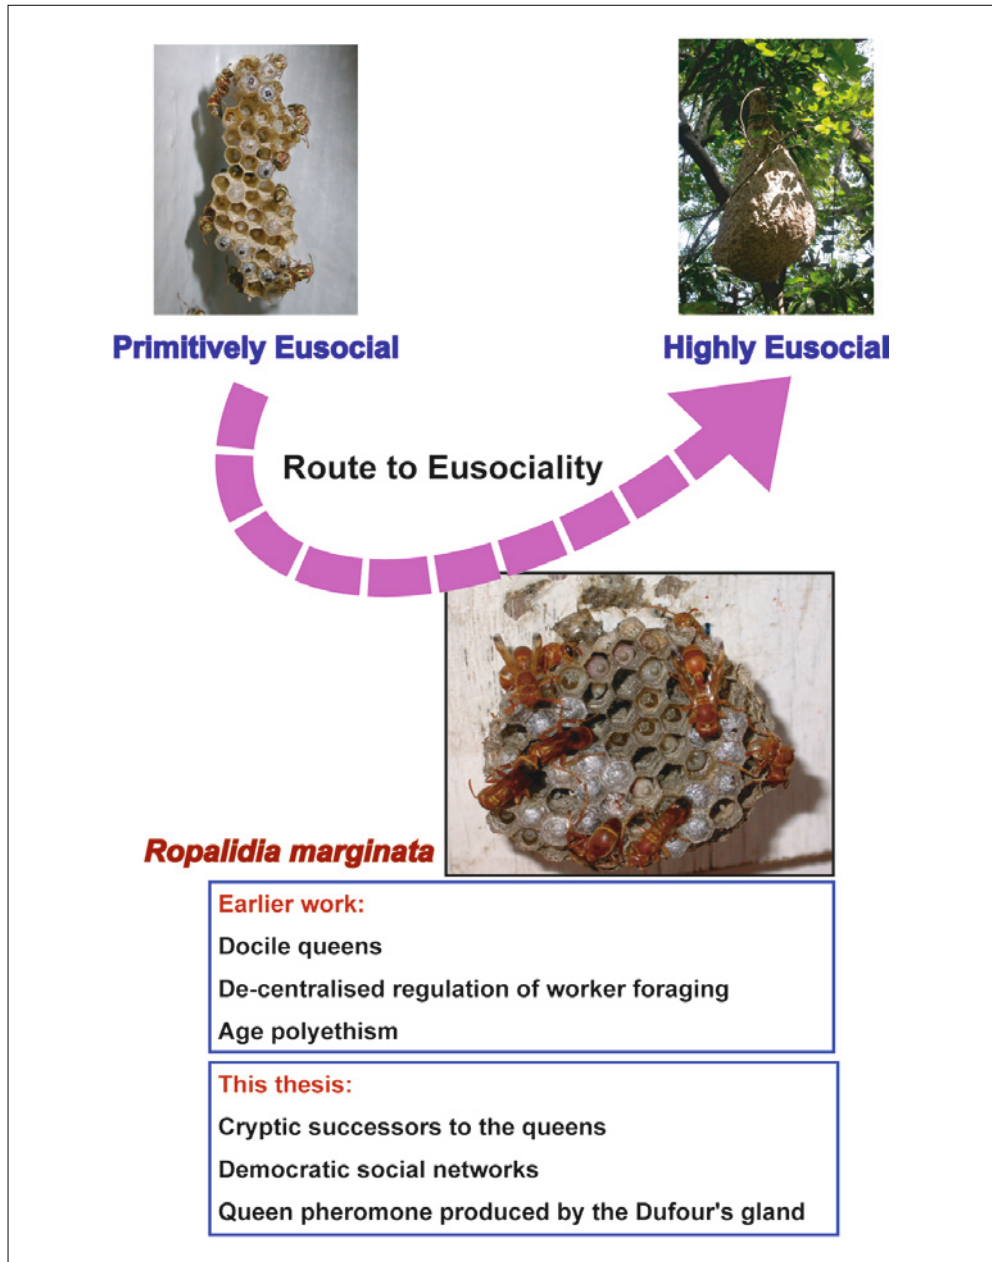 Primitively Eusocial
Highly Eusocial
Route to Eusociality
Ropalidia marginata
Earlier work:
Docile queens
De-centralised regulation of worker foraging
Age polyethism
This thesis:
Cryptic successors to the queens
Democratic social networks
Queen pheromone produced by the Dufour's gland